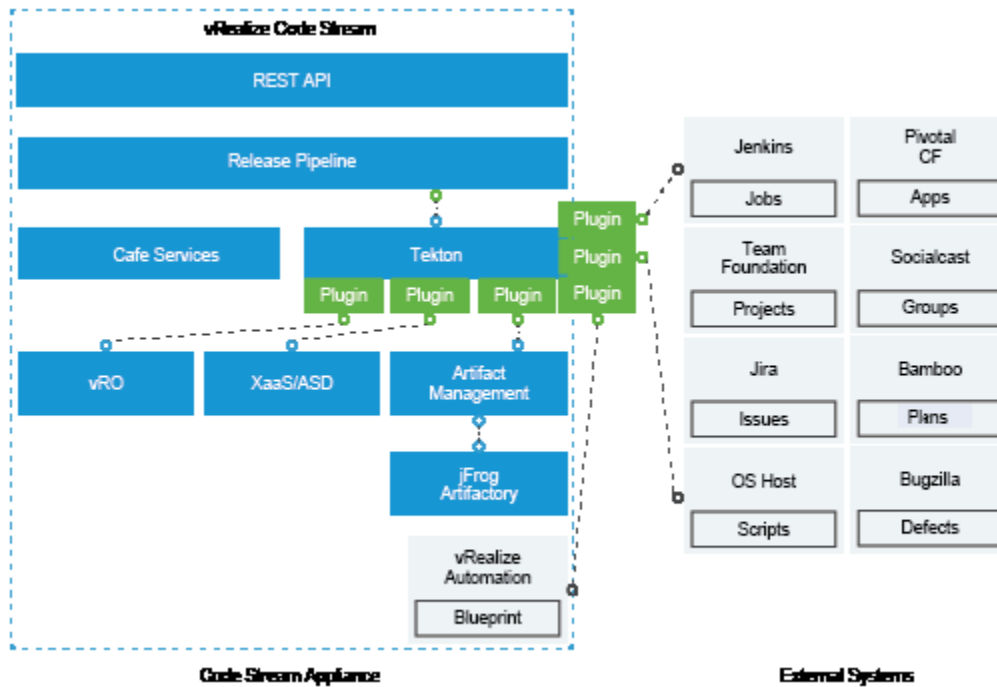 vRealize Code Stream
REST API
Release Pipeline
Cafe Services
Tekton
Plugin
Plugin
Plugin
Plugin
Plugin
Plugin
vRO
XaaS/ASD
Artifact
Management
jFrog
Artifactory
vRealize
Automation
Blueprint
Code Stream Appliance
Jenkins
Jobs
Pivotal
CF
Apps
Team
Foundation
Projects
Socialcast
Groups
Jira
Issues
Bamboo
Plans
OS Host
Scripts
Bugzilla
Defects
External Systems